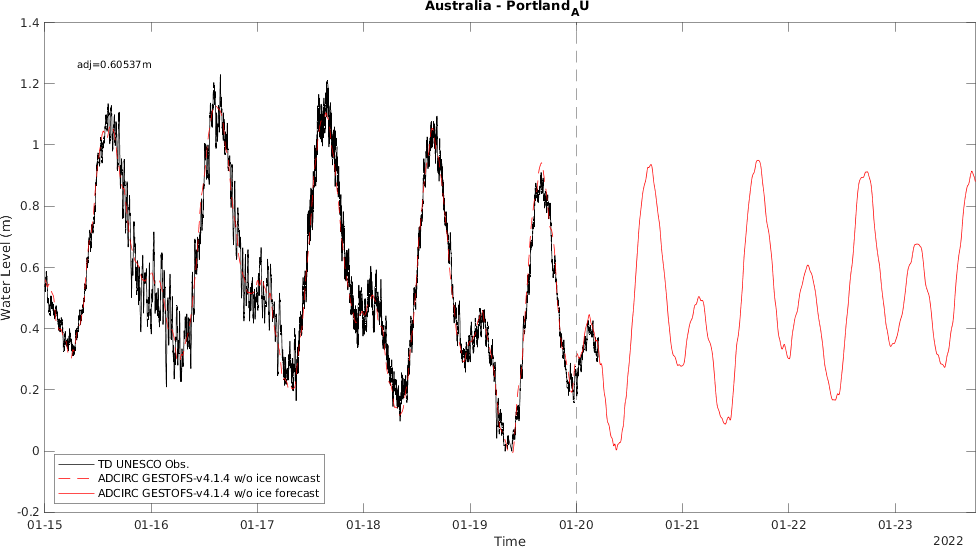 Australia - Portland_AU
adj=0.60537m
1.4
1.2
1
0.8
0.6
0.4
0.2
0
-0.2
Water Level (m)
TD UNESCO Obs.
ADCIRC GESTOFS-v4.1.4 w/o ice nowcast
ADCIRC GESTOFS-v4.1.4 w/o ice forecast
01-15 01-16 01-17 01-18 01-19 01-20 01-21 01-22 01-23
Time
2022